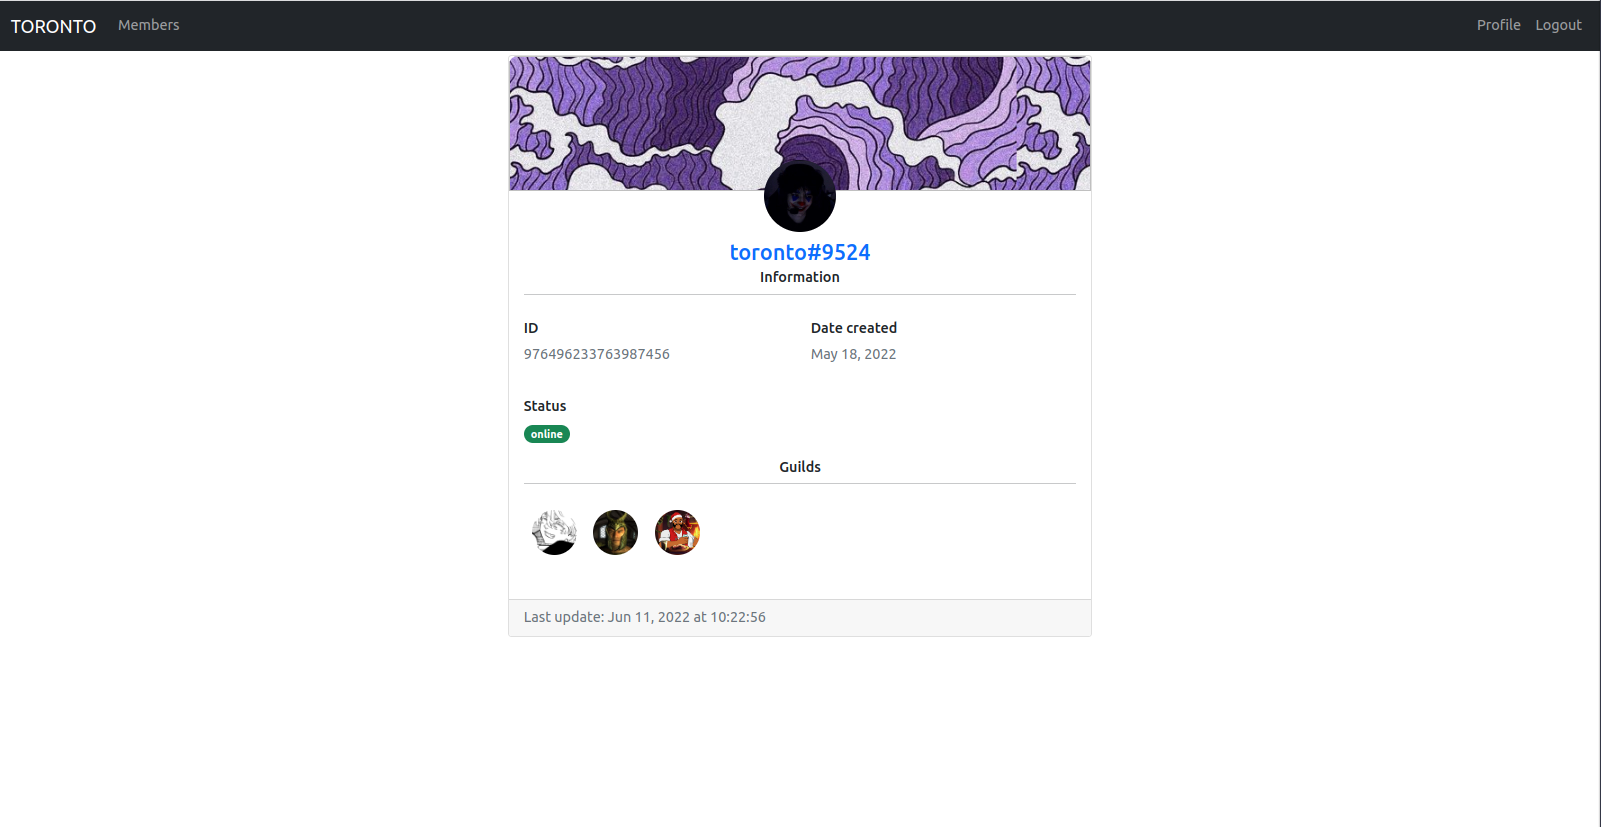 TORONTO Members Profile Logout
toronto#9524
Information
ID Date created
976496233763987456 May 18, 2022
Status
online
Guilds
Last update: Jun 11, 2022 at 10:22:56